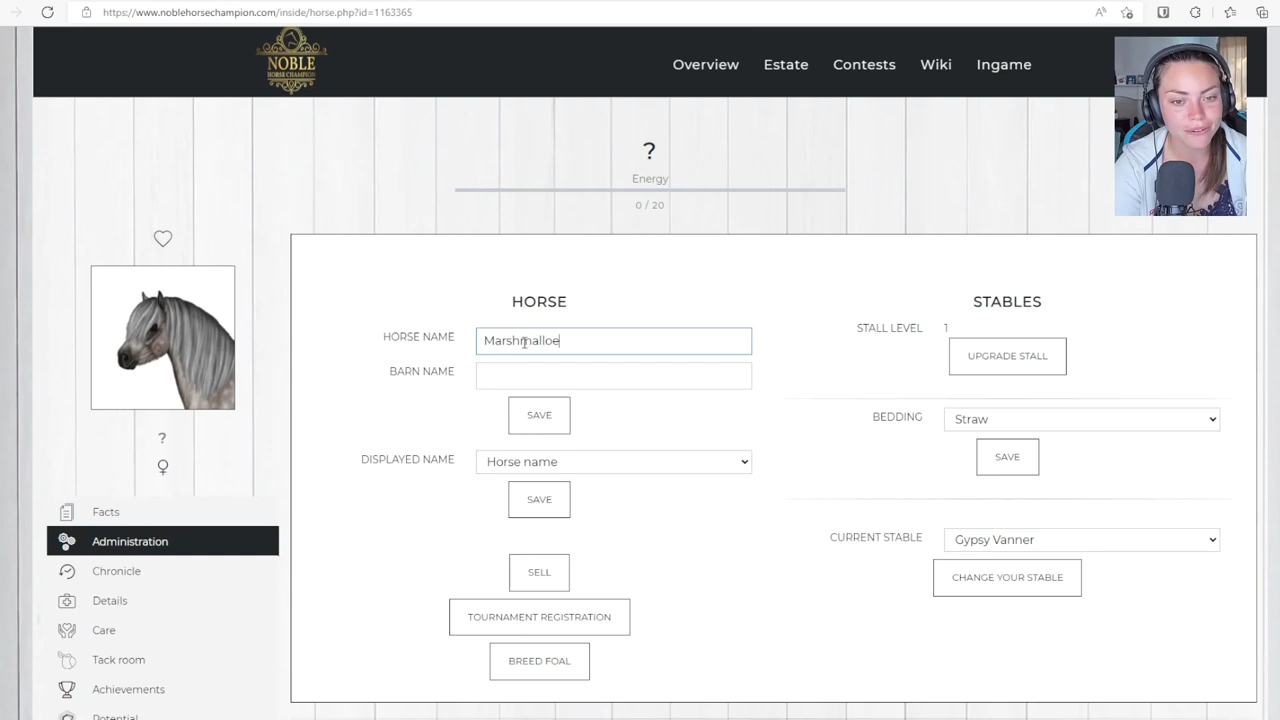 https://www.noblehorsechampion.com/inside/horse.php?id=1163365
NOBLE
HORSE CHAMPION
Overview
Estate
Contests
Wiki
Ingame
?
Energy
0 / 20
?
♀
Facts
Administration
Chronicle
Details
Care
Tack room
Achievements
Potential
HORSE
HORSE NAME
Marshmalloe
BARN NAME
SAVE
DISPLAYED NAME
Horse name
SAVE
SELL
TOURNAMENT REGISTRATION
BREED FOAL
STABLES
STALL LEVEL
1
UPGRADE STALL
BEDDING
Straw
SAVE
CURRENT STABLE
Gypsy Vanner
CHANGE YOUR STABLE